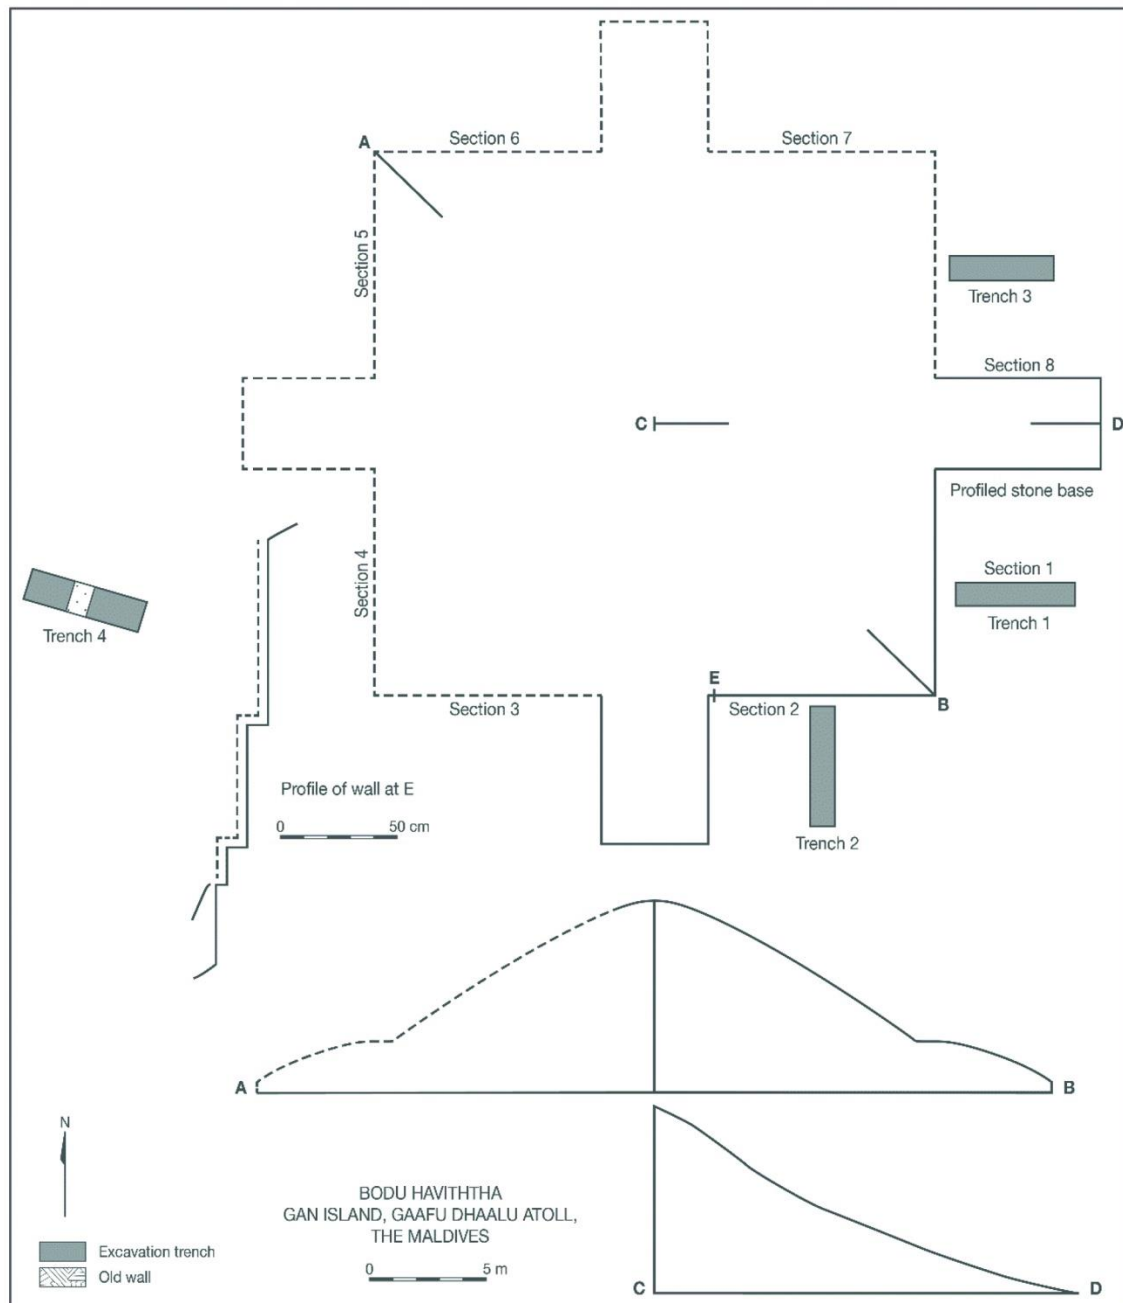 Section 6
Section 7
A
Section 5
Trench 3
Section 8
C
D
Profiled stone base
Section 4
Section 1
Trench 1
Trench 4
E
Section 3
Section 2
B
Profile of wall at E
0
50 cm
Trench 2
A
B
N
BODU HAVITHTHA
GAN ISLAND, GAAFU DHAALU ATOLL,
THE MALDIVES
Excavation trench
Old wall
0
5 m
C
D